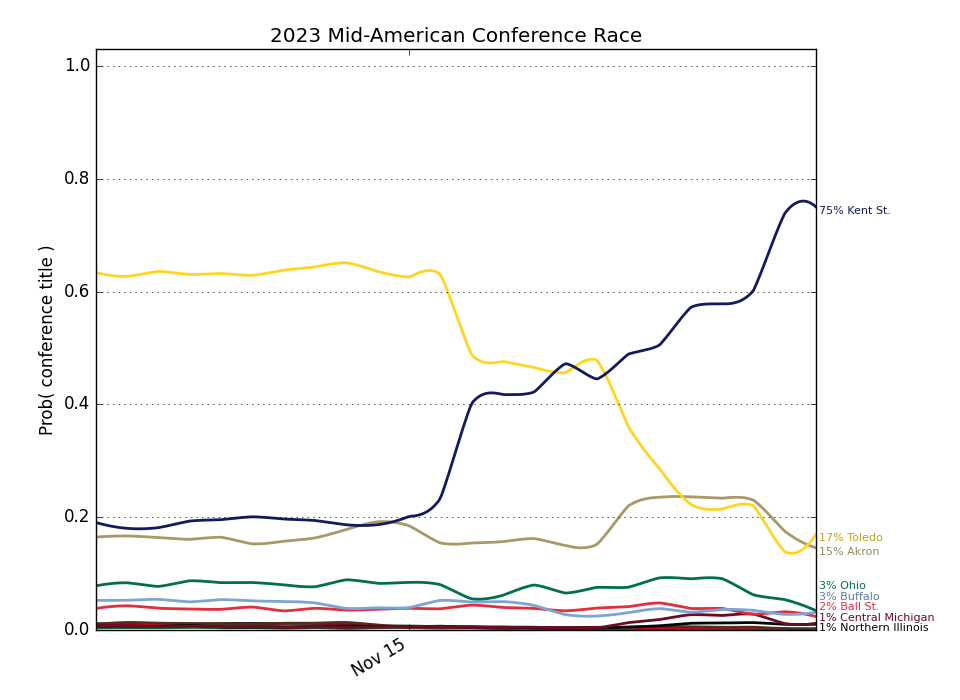 2023 Mid-American Conference Race
1.0
0.8
0.6
0.4
0.2
0.0
Prob( conference title )
Nov 15
75% Kent St.
17% Toledo
15% Akron
3% Ohio
3% Buffalo
2% Ball St.
1% Central Michigan
1% Northern Illinois